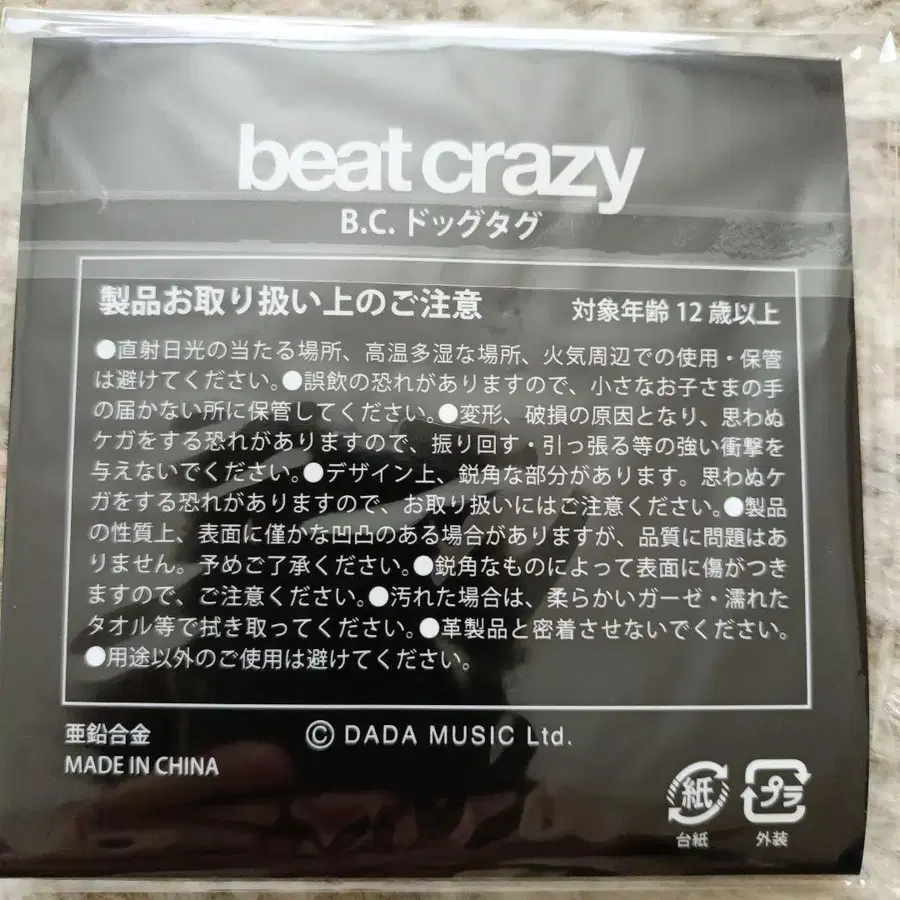 beat crazy
B.C. ドッグタグ
製品お取り扱い上のご注意 対象年齢 12 歳以上
●直射日光の当たる場所、高温多湿な場所、火気周辺での使用・保管
は避けてください。●誤飲の恐れがありますので、小さなお子さまの手
の届かない所に保管してください。●変形、破損の原因となり、思わぬ
ケガをする恐れがありますので、振り回す・引っ張る等の強い衝撃を
与えないでください。●デザイン上、鋭角な部分があります。思わぬケ
ガをする恐れがありますので、お取り扱いにはご注意ください。●製品
の性質上、表面に僅かな凹凸のある場合がありますが、品質に問題はあ
りません。予めご了承ください。●鋭角なものによって表面に傷がつき
ますので、ご注意ください。●汚れた場合は、柔らかいガーゼ・濡れた
タオル等で拭き取ってください。●革製品と密着させないでください。
●用途以外のご使用は避けてください。
亜鉛合金
MADE IN CHINA
© DADA MUSIC Ltd.
紙
台紙
プラ
外装